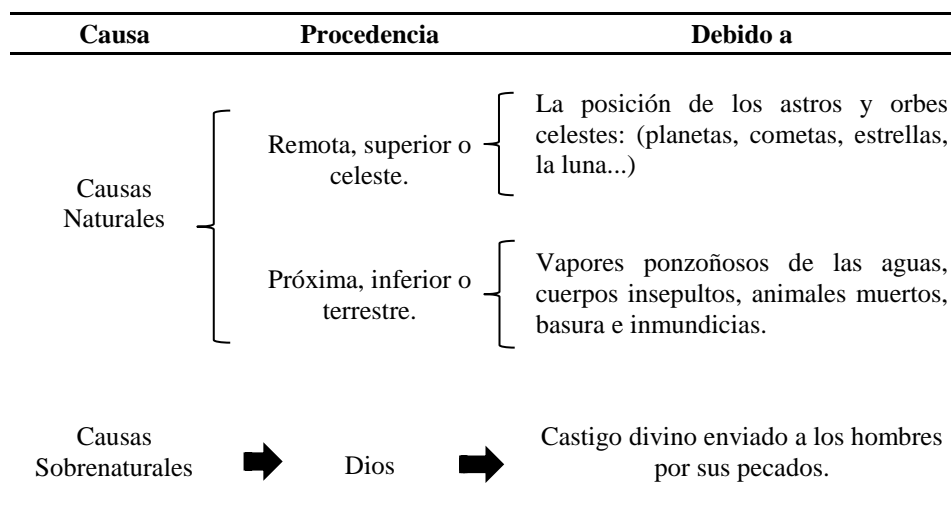 Causa Procedencia Debido a
La posición de los astros y orbes
celestes: (planetas, cometas, estrellas,
la luna...)
Remota, superior o
celeste.
Causas
Naturales
Próxima, inferior o
terrestre.
Vapores ponzoñosos de las aguas,
cuerpos insepultos, animales muertos,
basura e inmundicias.
Causas
Sobrenaturales
Dios
Castigo divino enviado a los hombres
por sus pecados.